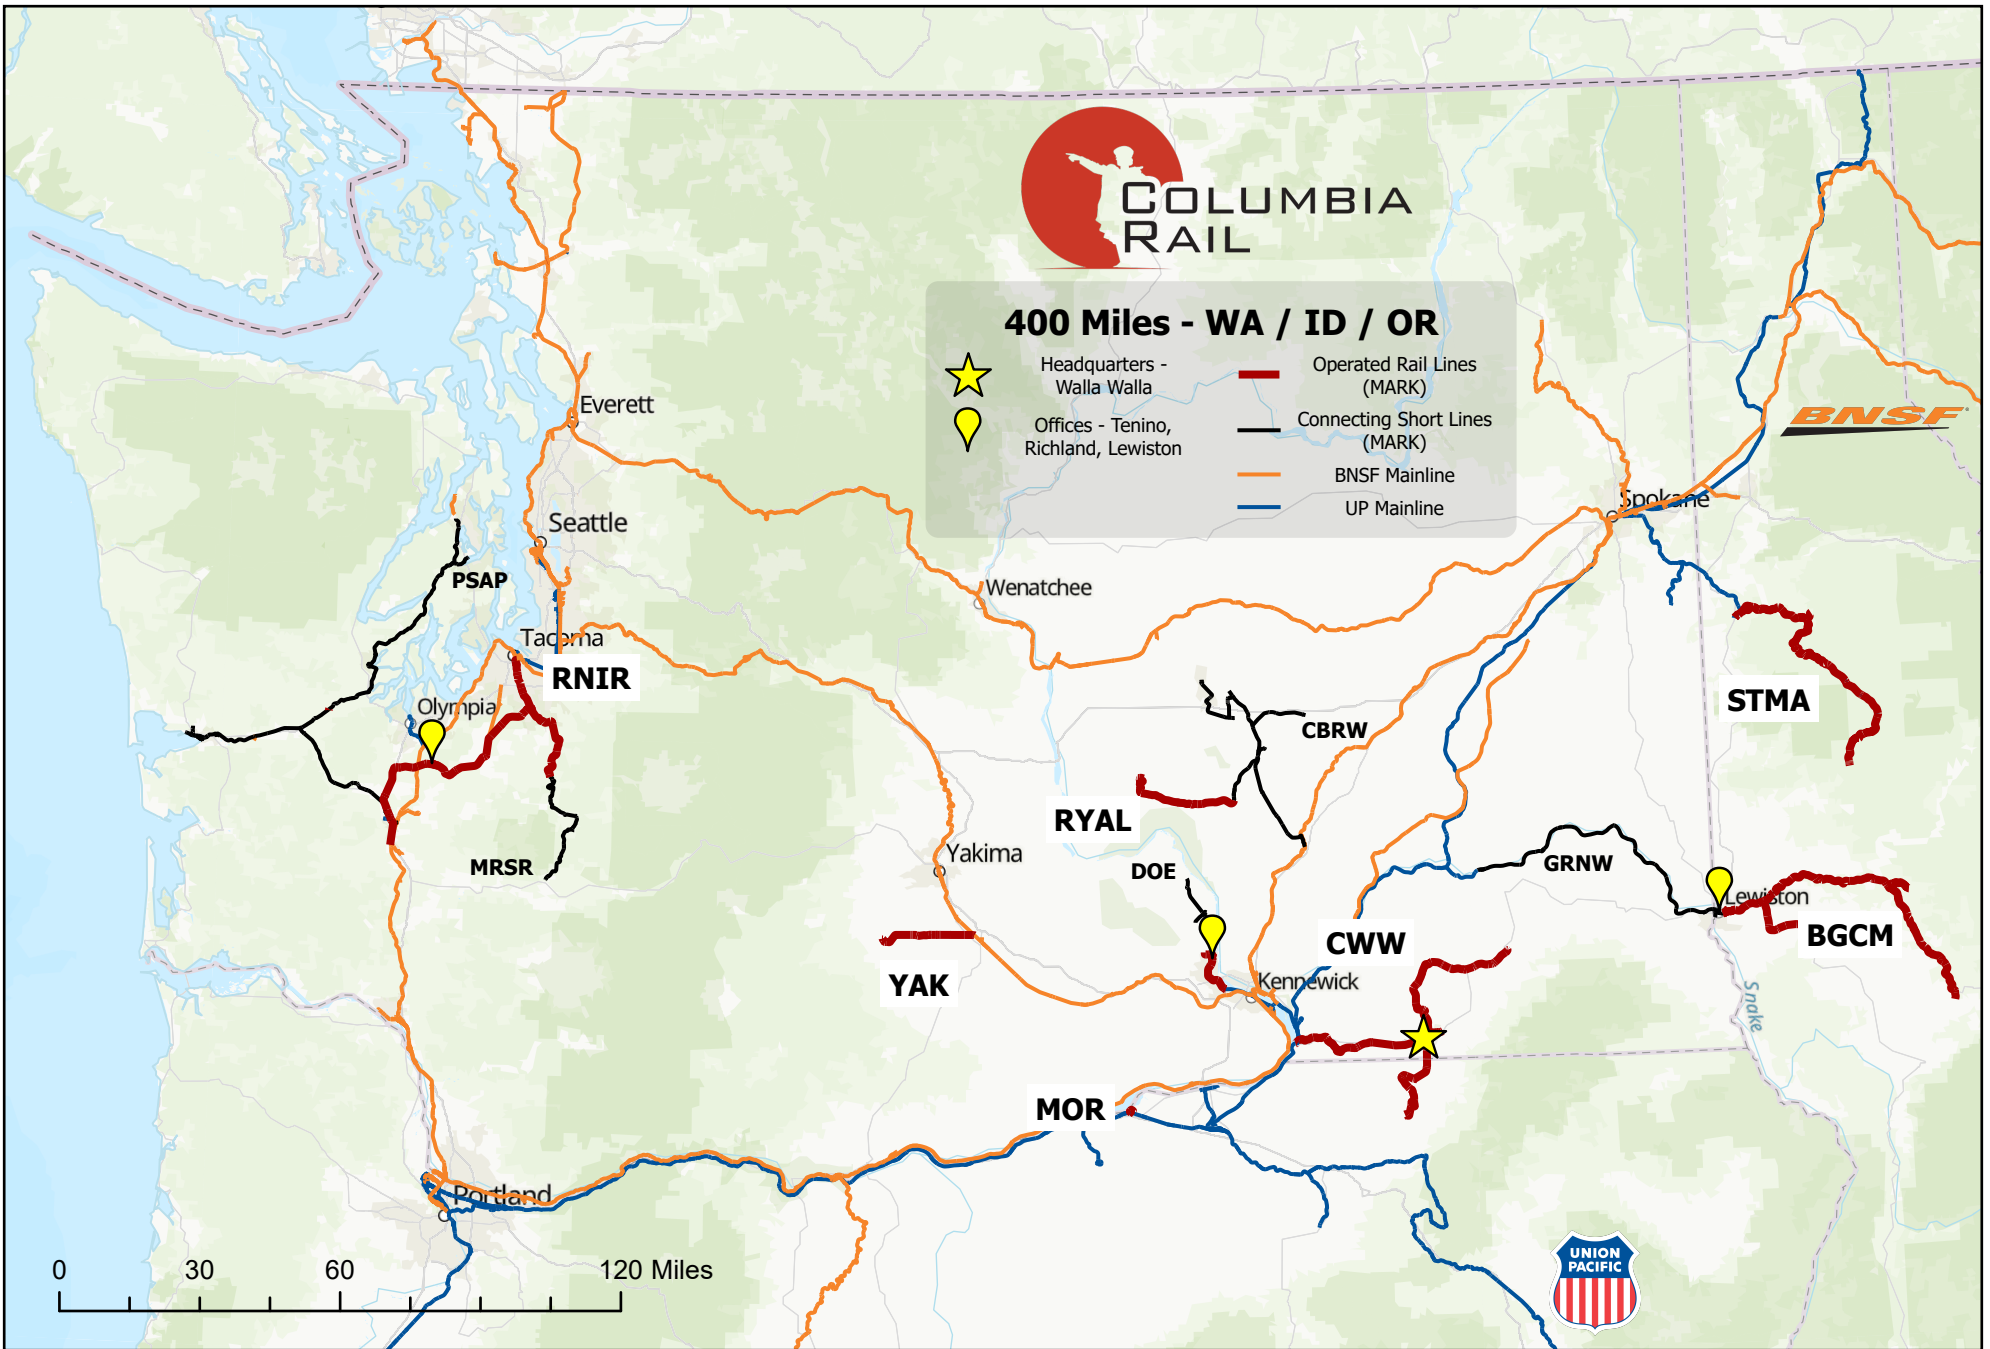 COLUMBIA
RAIL
400 Miles - WA / ID / OR
Headquarters -
Walla Walla
Offices - Tenino,
Richland, Lewiston
Operated Rail Lines
(MARK)
Connecting Short Lines
(MARK)
BNSF Mainline
UP Mainline
BNSF
Everett
Seattle
Spokane
PSAP
Wenatchee
Tacoma
RNIR
Olympia
STMA
CBRW
RYAL
Yakima
MRSR
DOE
GRNW
Lewiston
CWW
BGCM
YAK
Kennewick
Snake
MOR
Portland
UNION
PACIFIC
0 30 60 120 Miles